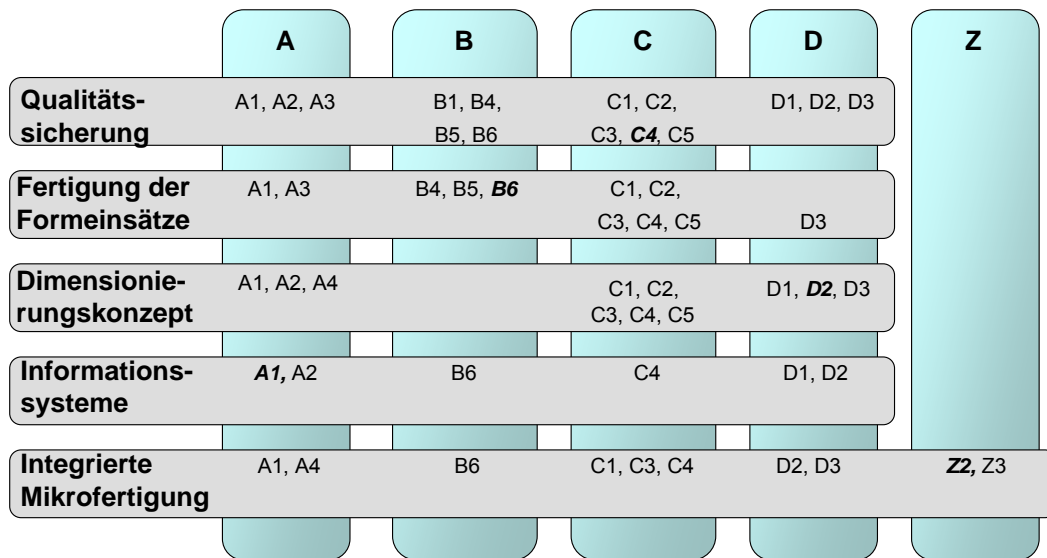 A B C D Z
Qualitäts- A1, A2, A3 B1, B4, C1, C2, D1, D2, D3
sicherung B5, B6 C3, C4, C5
Fertigung der A1, A3 B4, B5, B6 C1, C2,
Formeinsätze C3, C4, C5 D3
Dimensionie- A1, A2, A4 C1, C2, D1, D2, D3
rungskonzept C3, C4, C5
Informations- A1, A2 B6 C4 D1, D2
systeme
Integrierte A1, A4 B6 C1, C3, C4 D2, D3 Z2, Z3
Mikrofertigung